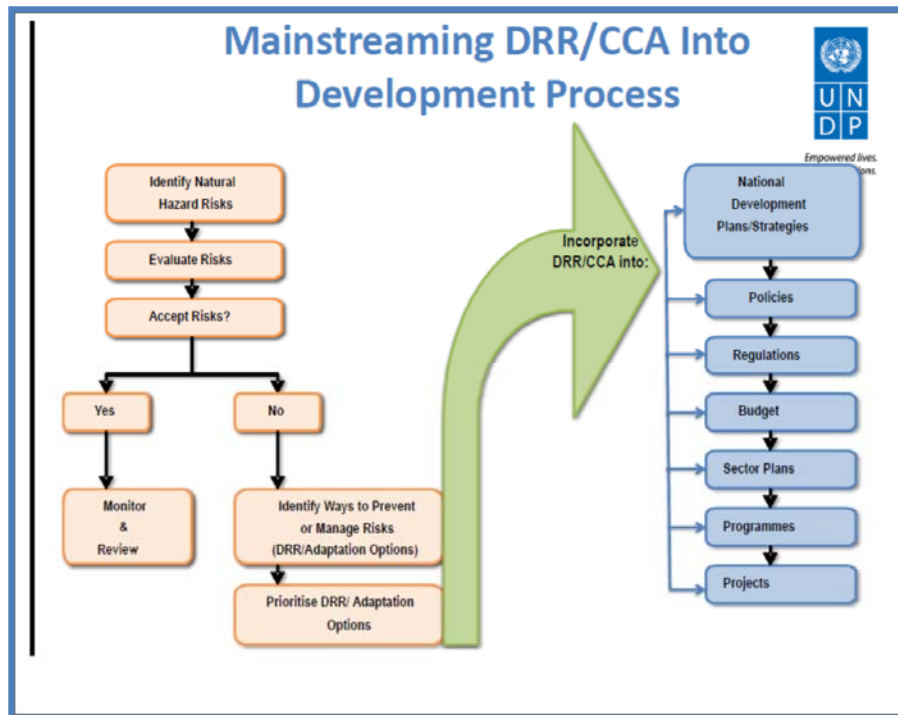 Mainstreaming DRR/CCA Into
Development Process
U N
D P
Empowered lives.
ions.
Identify Natural
Hazard Risks
Evaluate Risks
Accept Risks?
Yes
No
Monitor
&
Review
Identify Ways to Prevent
or Manage Risks
(DRR/Adaptation Options)
Prioritise DRR/ Adaptation
Options
Incorporate
DRR/CCA into:
National
Development
Plans/Strategies
Policies
Regulations
Budget
Sector Plans
Programmes
Projects